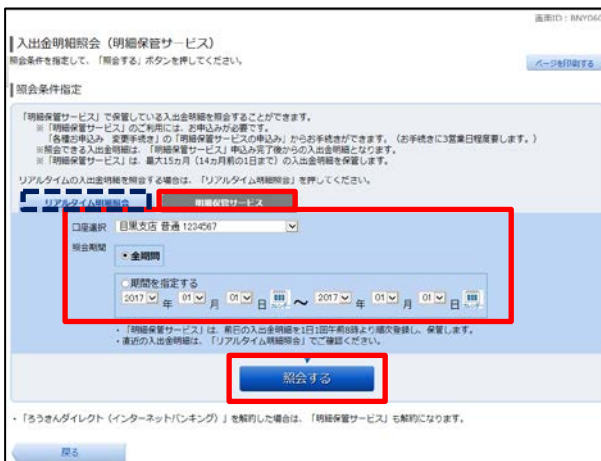 画面ID:BNY060
入出金明細照会（明細保管サービス）
照会条件を指定して、「照会する」ボタンを押してください。
ページを印刷する
照会条件指定
「明細保管サービス」で保管している入出金明細を照会することができます。
※「明細保管サービス」のご利用には、お申込みが必要です。
「各種お申込み　変更手続き」の「明細保管サービスの申込み」からお手続きができます。（お手続きに3営業日程度要します。）
※照会できる入出金明細は、「明細保管サービス」申込み完了後からの入出金明細となります。
※「明細保管サービス」は、最大15ヵ月（14ヵ月前の1日まで）の入出金明細を保管します。
リアルタイムの入出金明細を照会する場合は、「リアルタイム明細照会」を押してください。
リアルタイム明細照会 明細保管サービス
口座選択 目黒支店 普通 1234567
照会期間 全期間
期間を指定する
2017 年 01 月 01 日 ～ 2017 年 01 月 01 日
・「明細保管サービス」は、前日の入出金明細を1日1回午前8時より順次登録し、保管します。
・直近の入出金明細は、「リアルタイム明細照会」でご確認ください。
照会する
・「ろうきんダイレクト（インターネットバンキング）」を解約した場合は、「明細保管サービス」も解約になります。
戻る